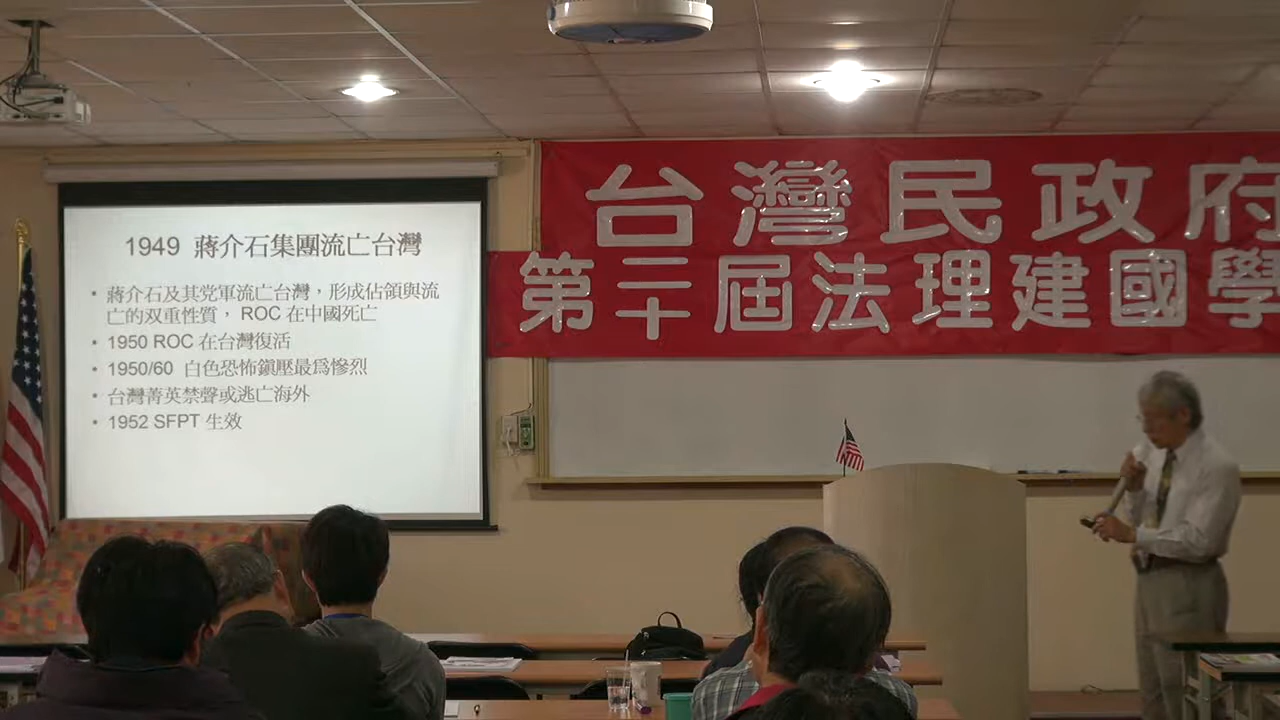 1949 蔣介石集團流亡台灣
• 蔣介石及其党軍流亡台灣，形成佔領與流
亡的双重性質， ROC 在中國死亡
• 1950 ROC 在台灣復活
• 1950/60 白色恐怖鎮壓最爲慘烈
• 台灣菁英禁聲或逃亡海外
• 1952 SFPT 生效
台灣民政府
第二十屆法理建國學